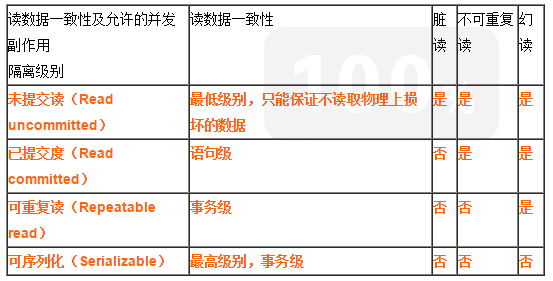 读数据一致性及允许的并发
副作用
隔离级别
读数据一致性
脏
读
不可重复
读
幻
读
未提交读（Read
uncommitted）
最低级别，只能保证不读取物理上损
坏的数据
是
是
是
已提交度（Read
committed）
语句级
否
是
是
可重复读（Repeatable
read）
事务级
否
否
是
可序列化（Serializable）
最高级别，事务级
否
否
否
100%